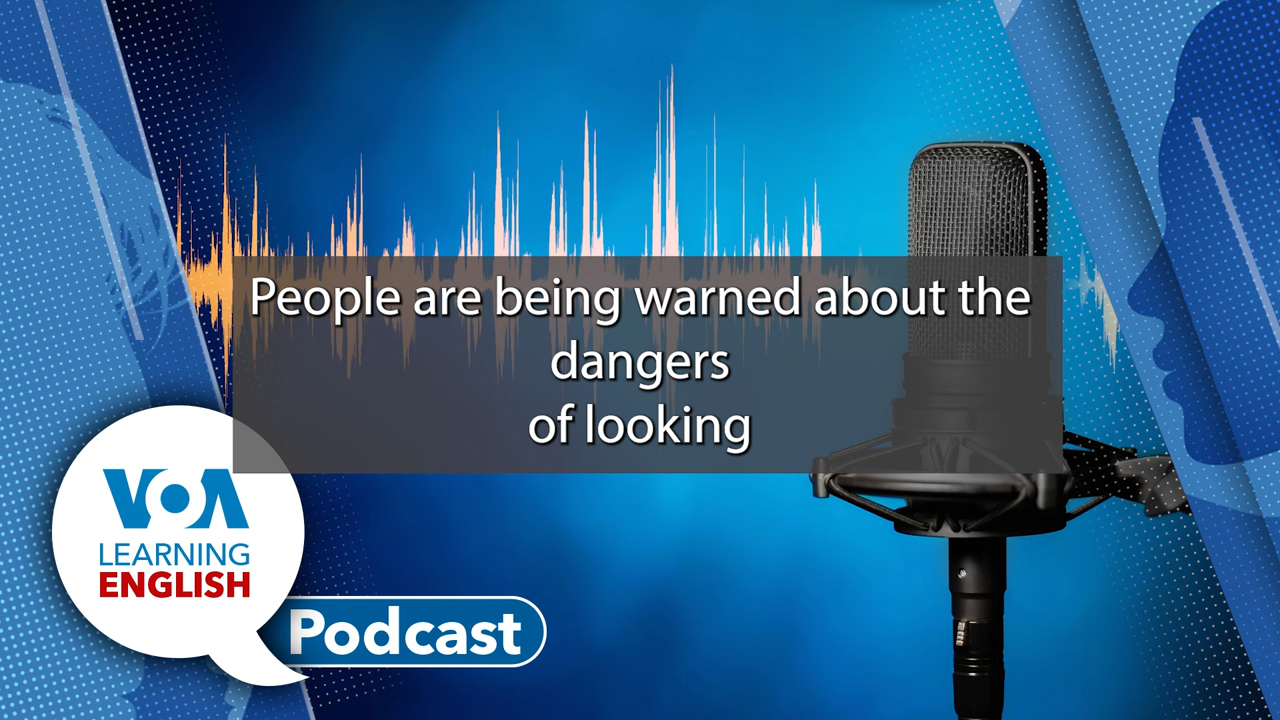 People are being warned about the
dangers
of looking
VOA
LEARNING
ENGLISH
Podcast